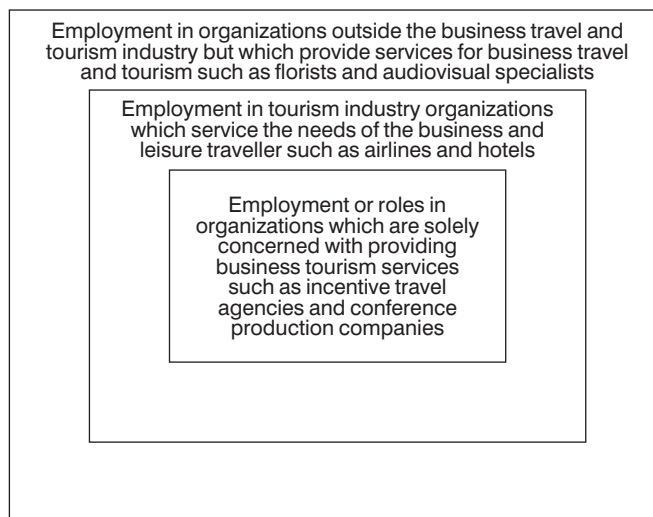 Employment in organizations outside the business travel and
tourism industry but which provide services for business travel
and tourism such as florists and audiovisual specialists
Employment in tourism industry organizations
which service the needs of the business and
leisure traveller such as airlines and hotels
Employment or roles in
organizations which are solely
concerned with providing
business tourism services
such as incentive travel
agencies and conference
production companies